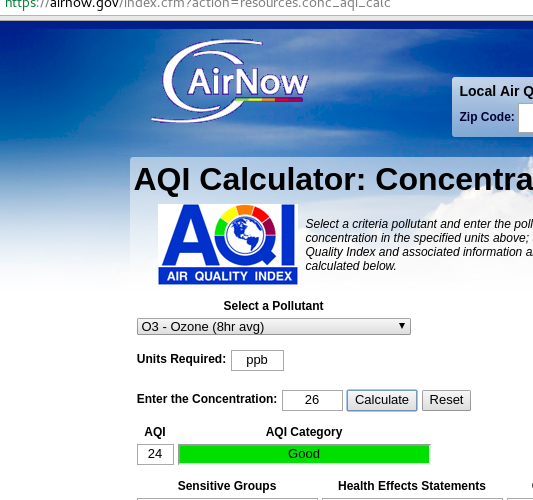 https://airnow.gov/index.cfm?action=resources.conc_aqi_calc
AirNow
Local Air Q
Zip Code:
AQI Calculator: Concentra
AQI
AIR QUALITY INDEX
Select a criteria pollutant and enter the poll
concentration in the specified units above;
Quality Index and associated information a
calculated below.
Select a Pollutant
O3 - Ozone (8hr avg)
Units Required: ppb
Enter the Concentration: 26 Calculate Reset
AQI AQI Category
24 Good
Sensitive Groups Health Effects Statements